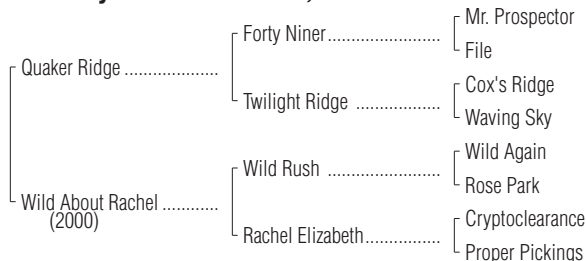 Mr. Prospector
Forty Niner
File
Quaker Ridge
Cox's Ridge
Twilight Ridge
Waving Sky
Wild Again
Wild Rush
Rose Park
Wild About Rachel
(2000)
Cryptoclearance
Rachel Elizabeth
Proper Pickings